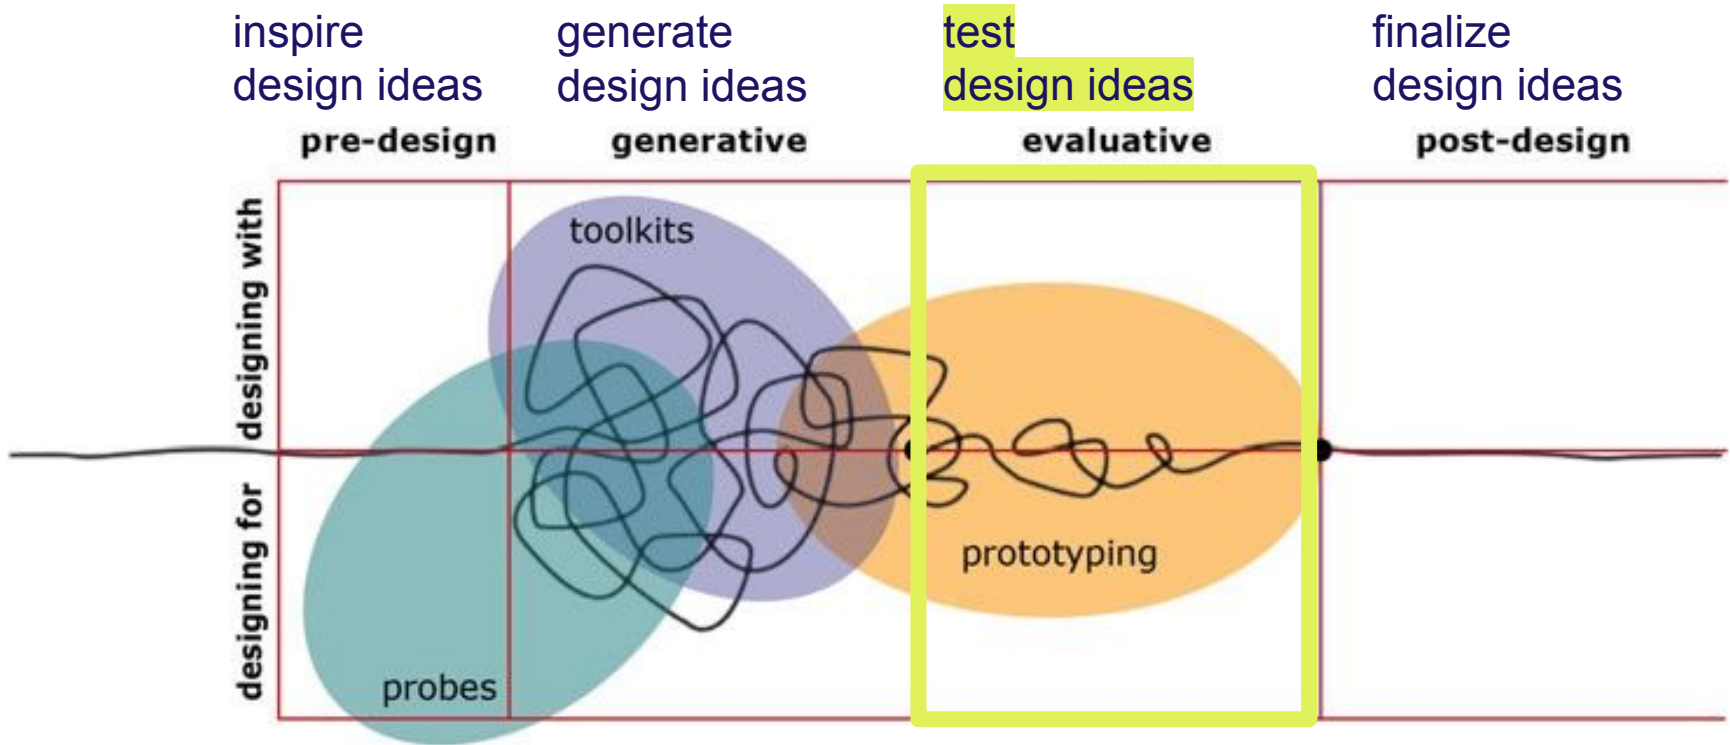 inspire
design ideas
generate
design ideas
test
design ideas
finalize
design ideas
pre-design
generative
evaluative
post-design
designing with
designing for
toolkits
probes
prototyping